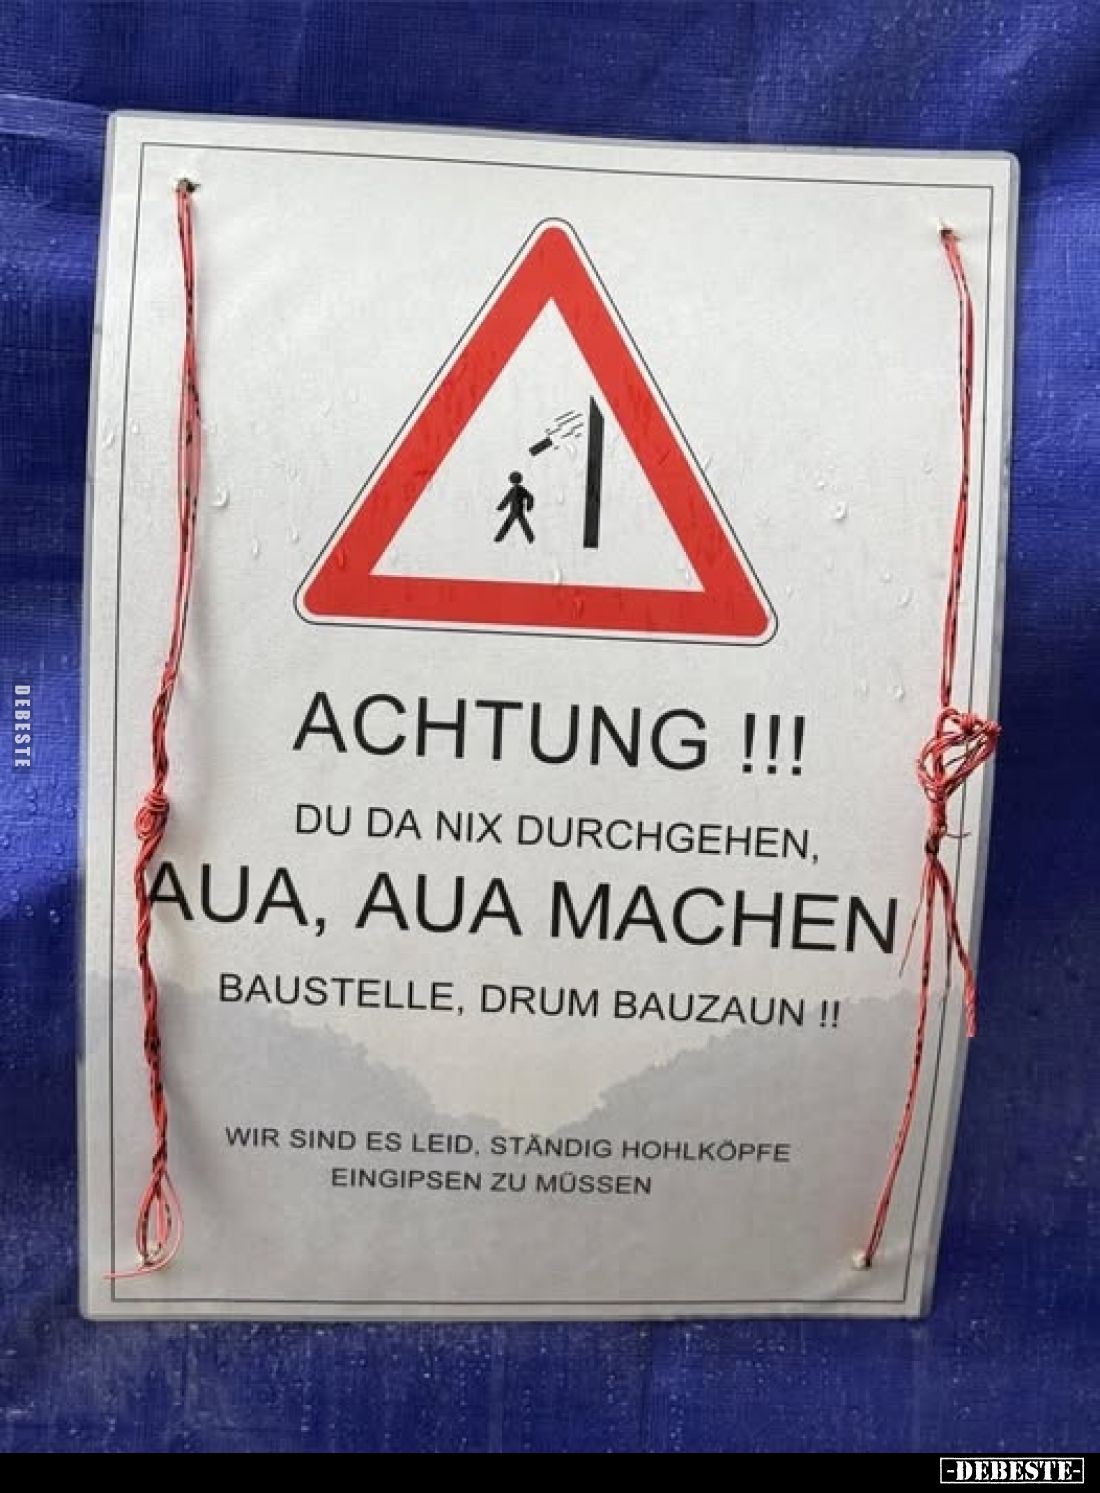 ACHTUNG !!!
DU DA NIX DURCHGEHEN,
AUA, AUA MACHEN
BAUSTELLE, DRUM BAUZAUN !!
WIR SIND ES LEID, STÄNDIG HOHLKÖPFE
EINGIPSEN ZU MÜSSEN
DEBESTE
-DEBESTE-